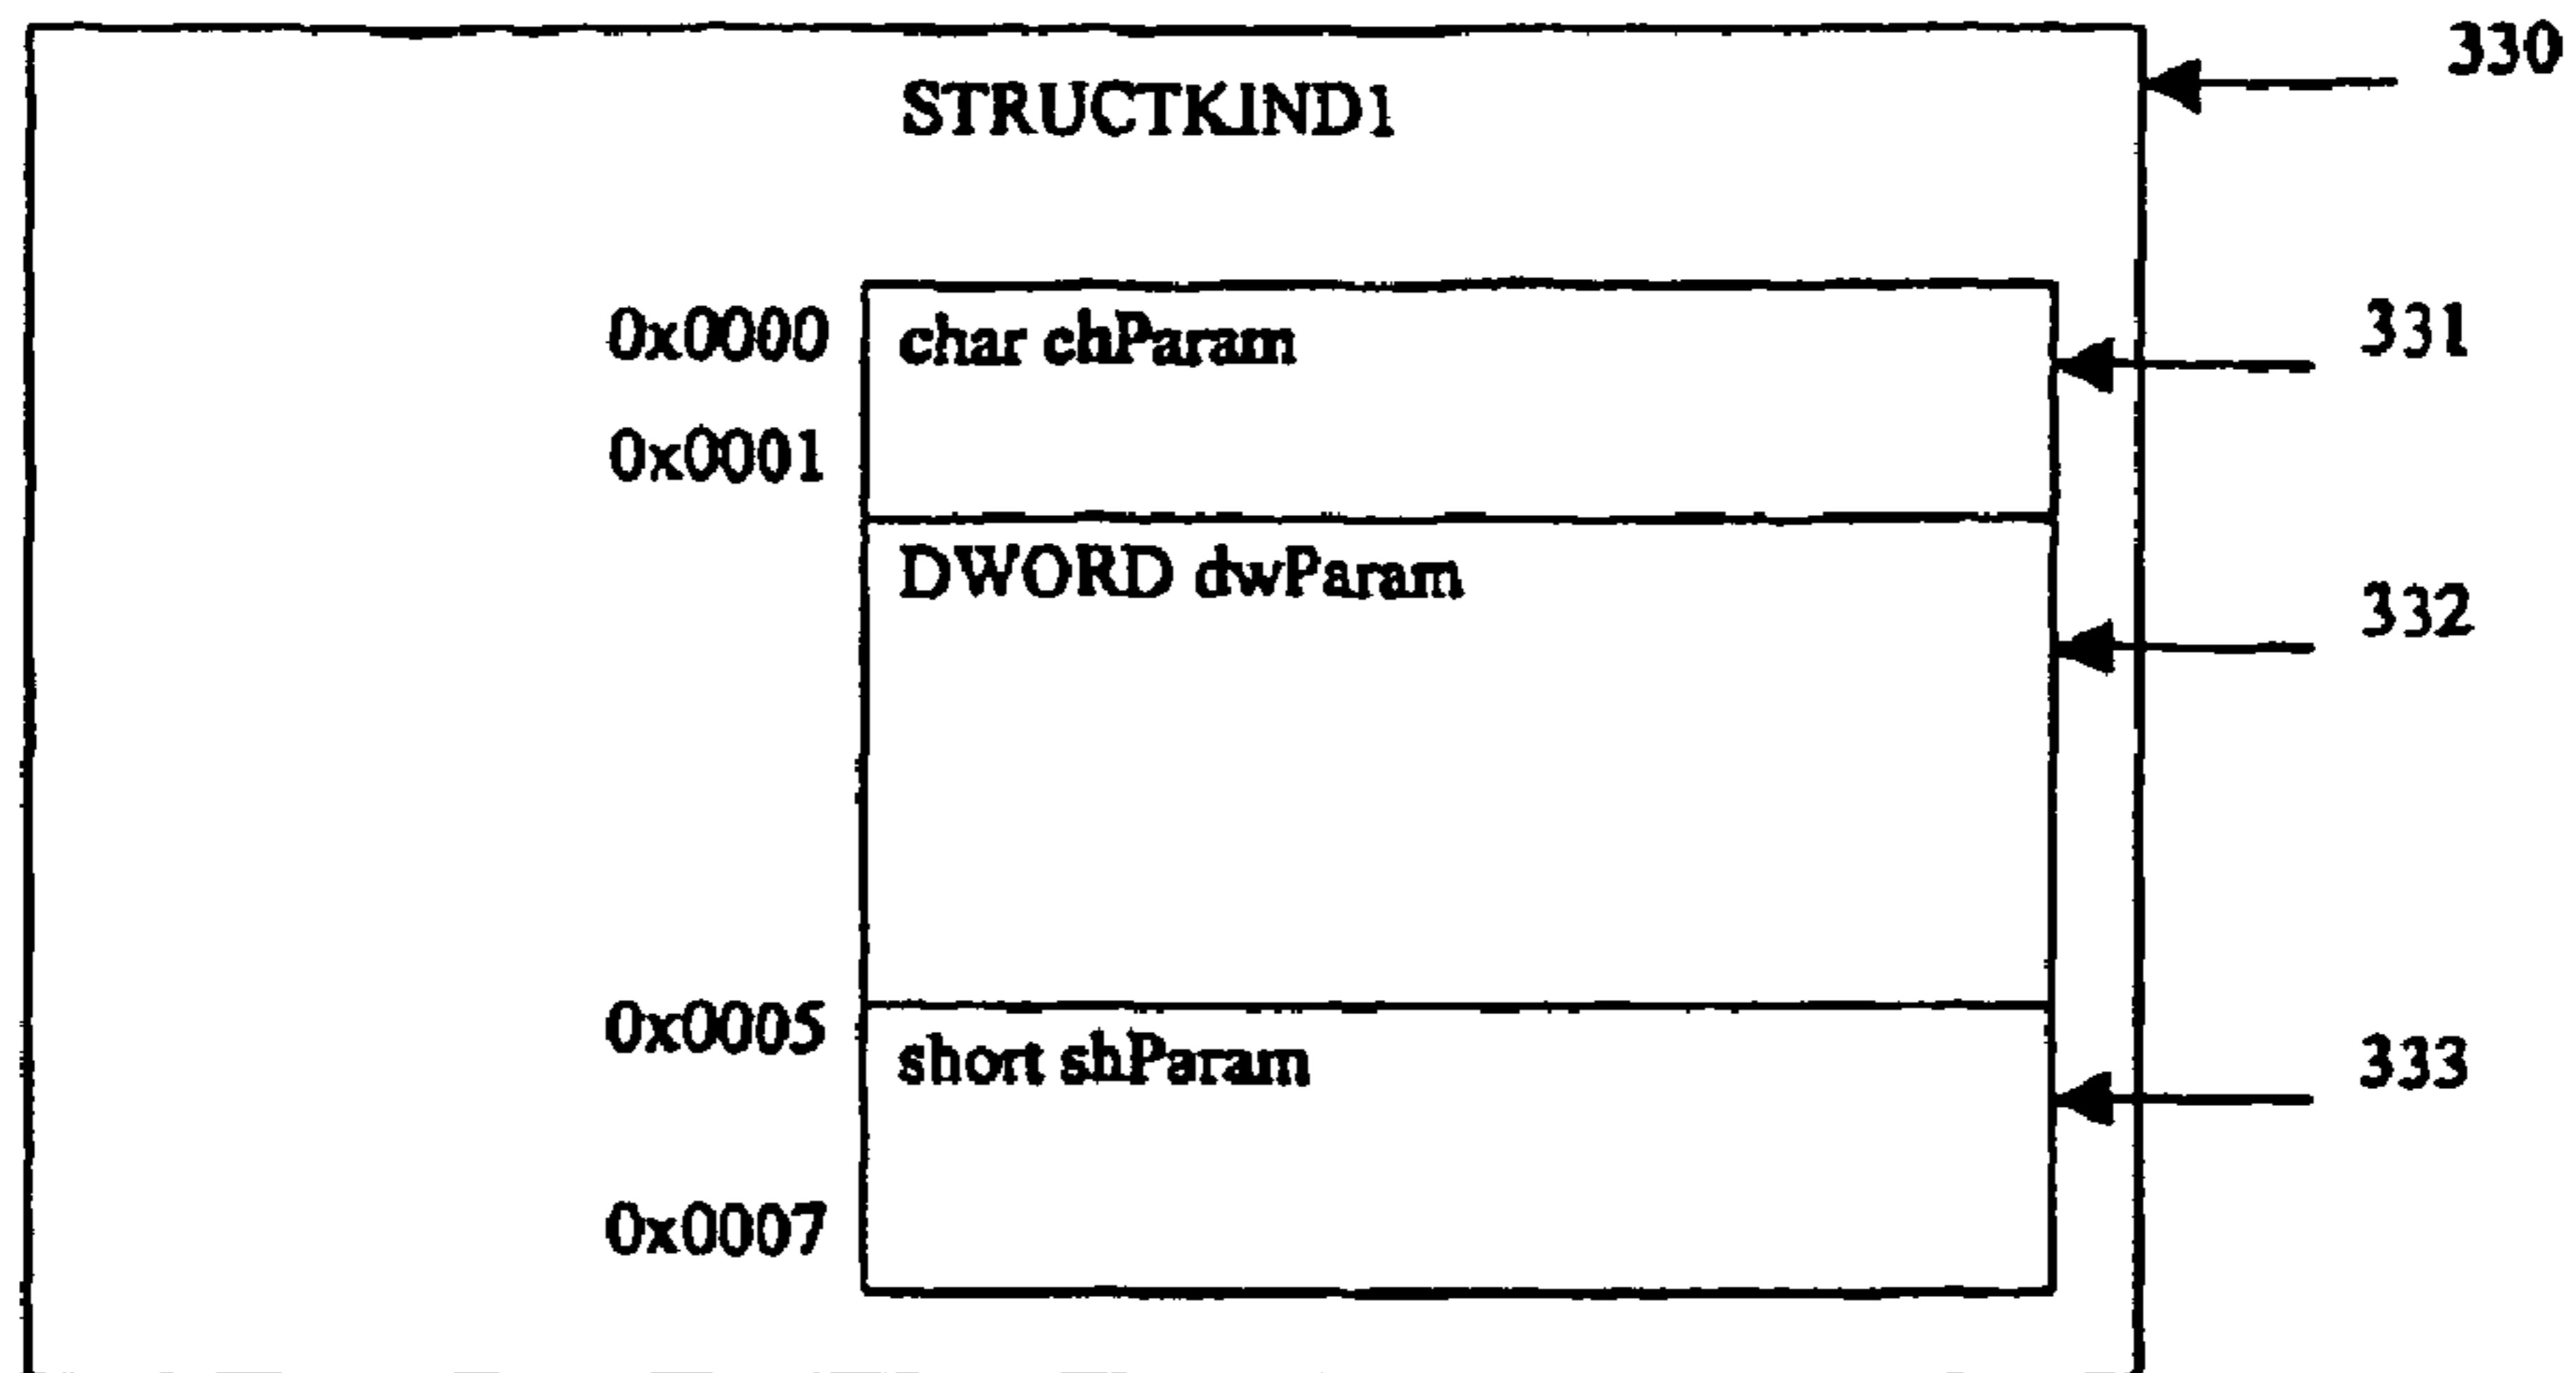 330
STRUCTKIND1
0x0000 char chParam 331
0x0001
DWORD dwParam 332
0x0005 short shParam 333
0x0007